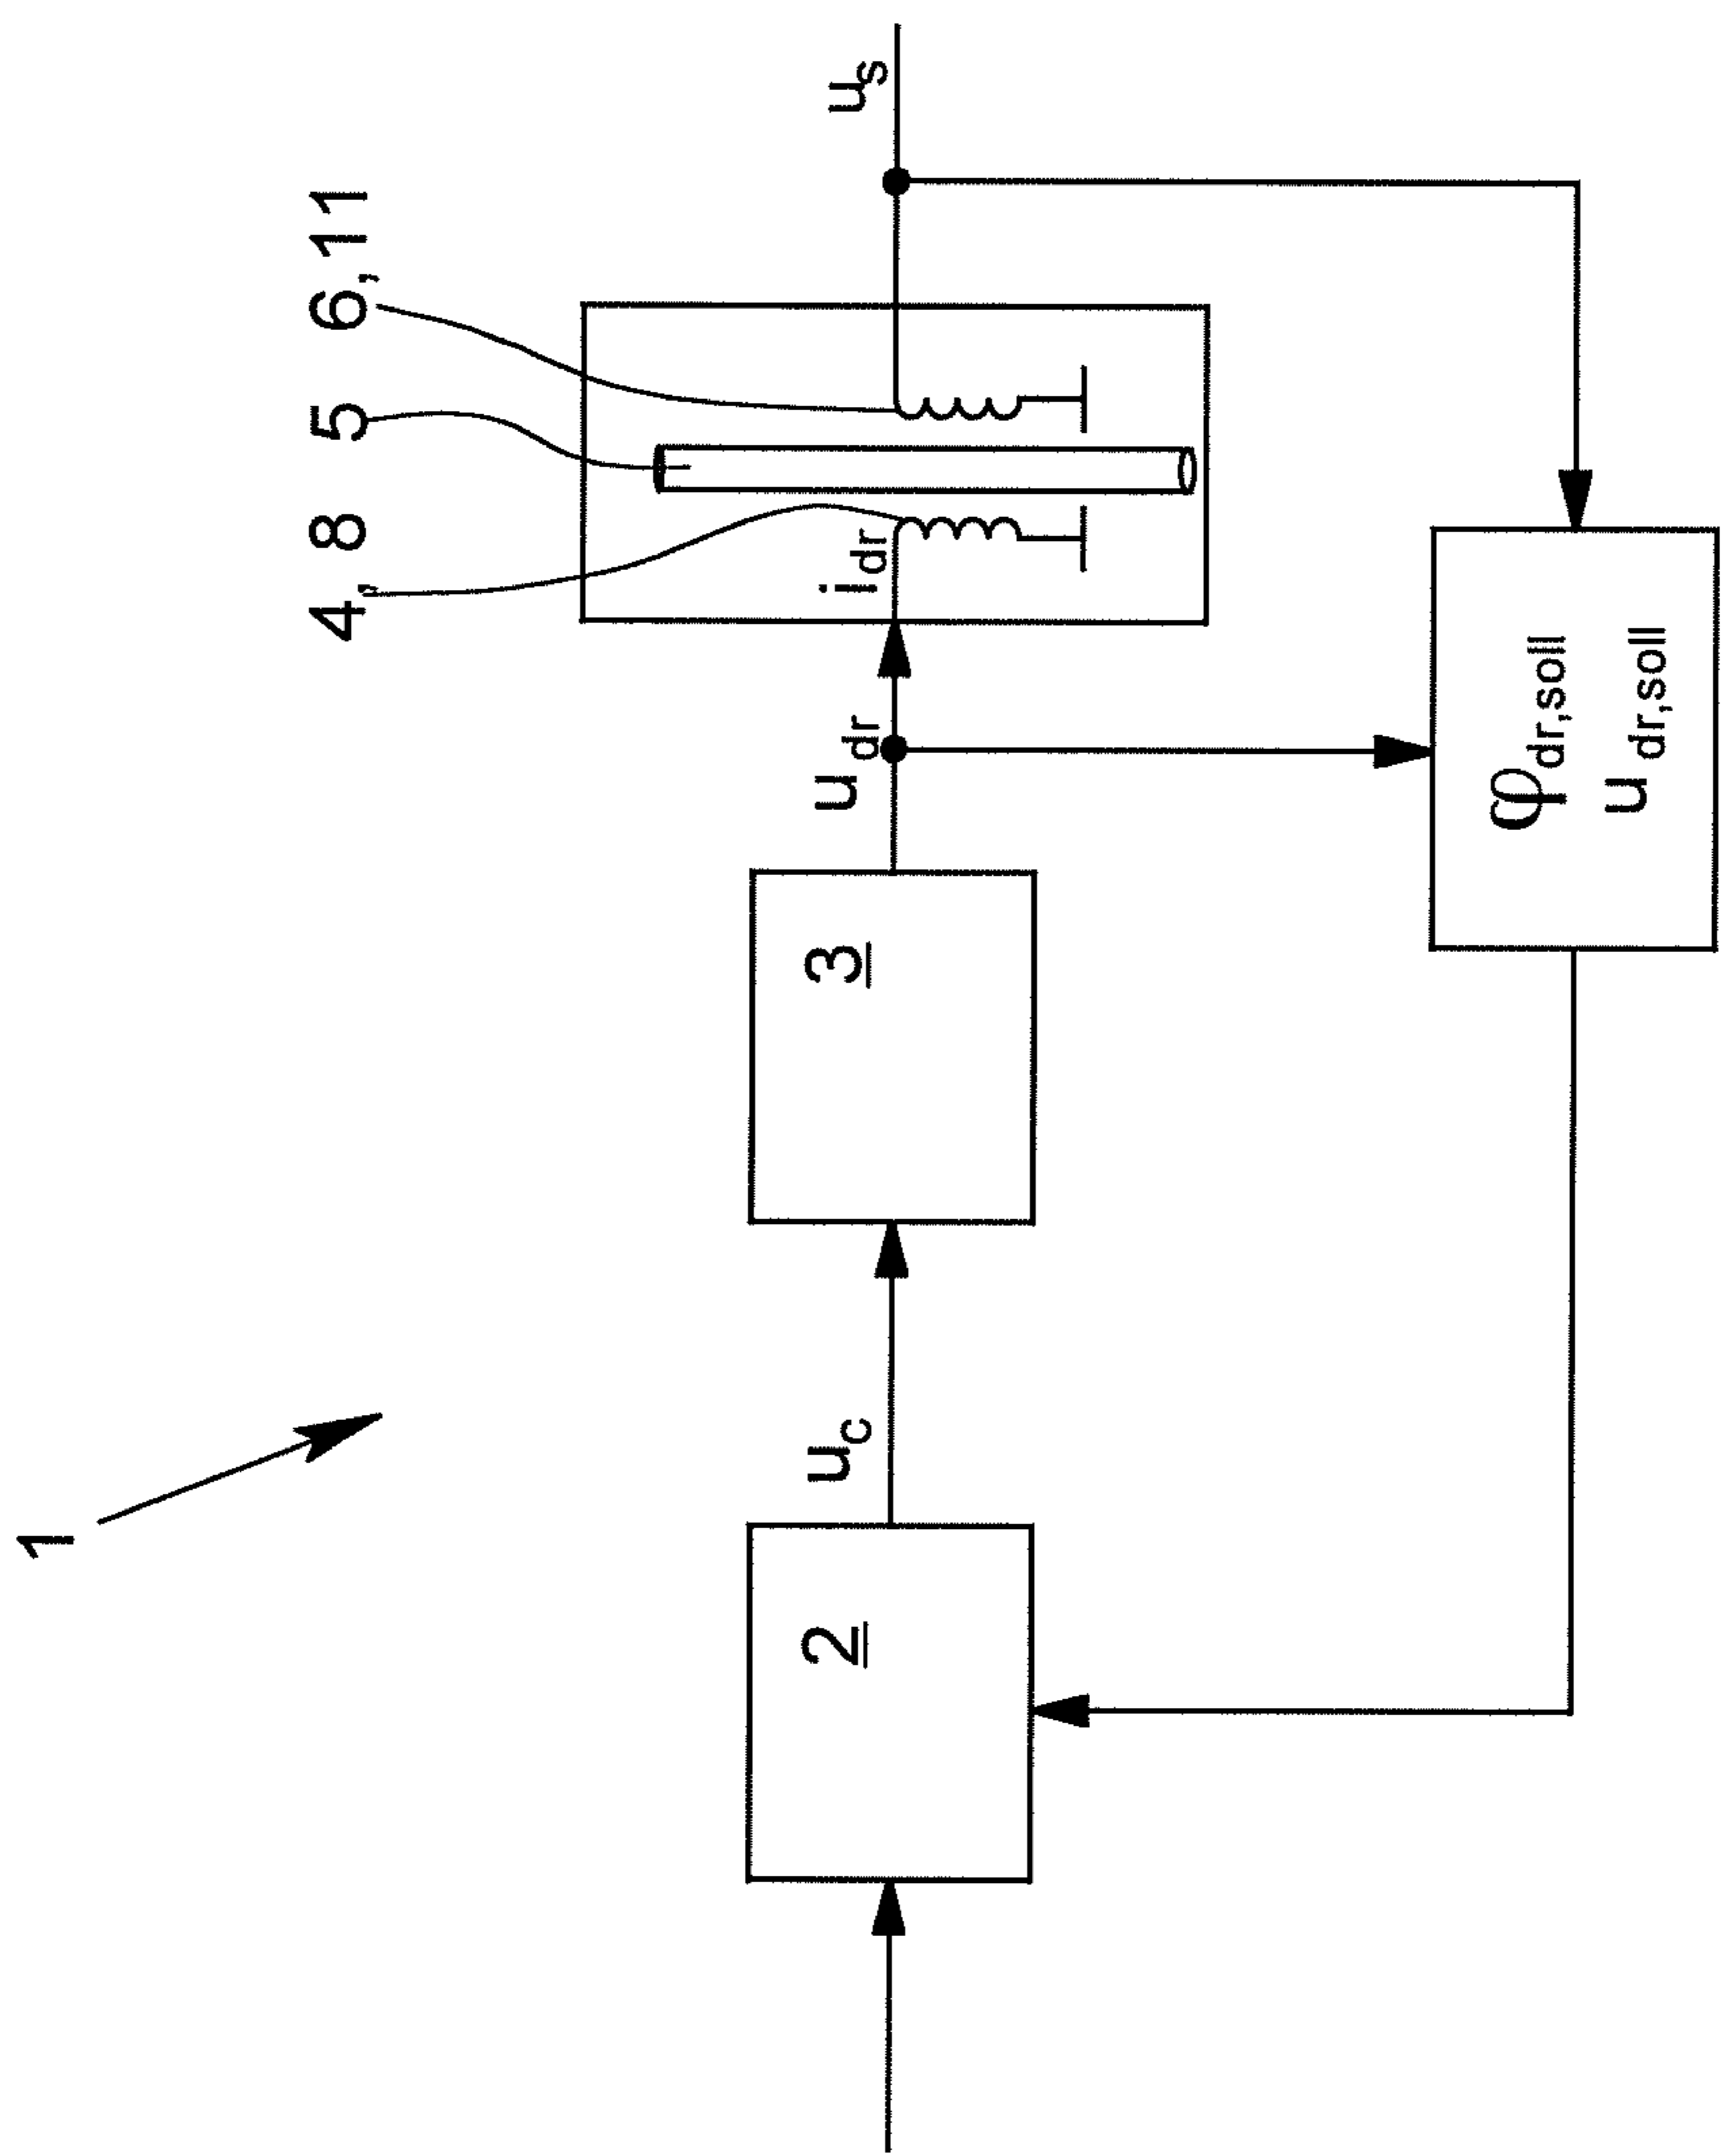 1
4, 8
5
6, 11
2
u_c
3
u_dr
i_dr
u_s
φ_dr,soll
u_dr,soll